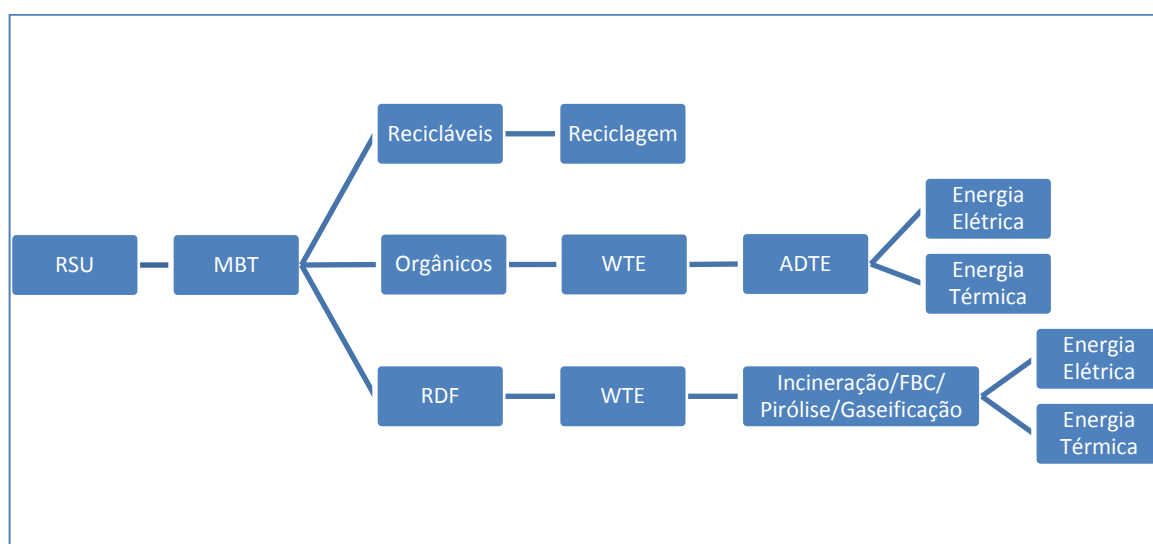 Recicláveis
Reciclagem
RSU
MBT
Orgânicos
WTE
ADTE
Energia
Elétrica
Energia
Térmica
RDF
WTE
Incineração/FBC/
Pirólise/Gaseificação
Energia
Elétrica
Energia
Térmica